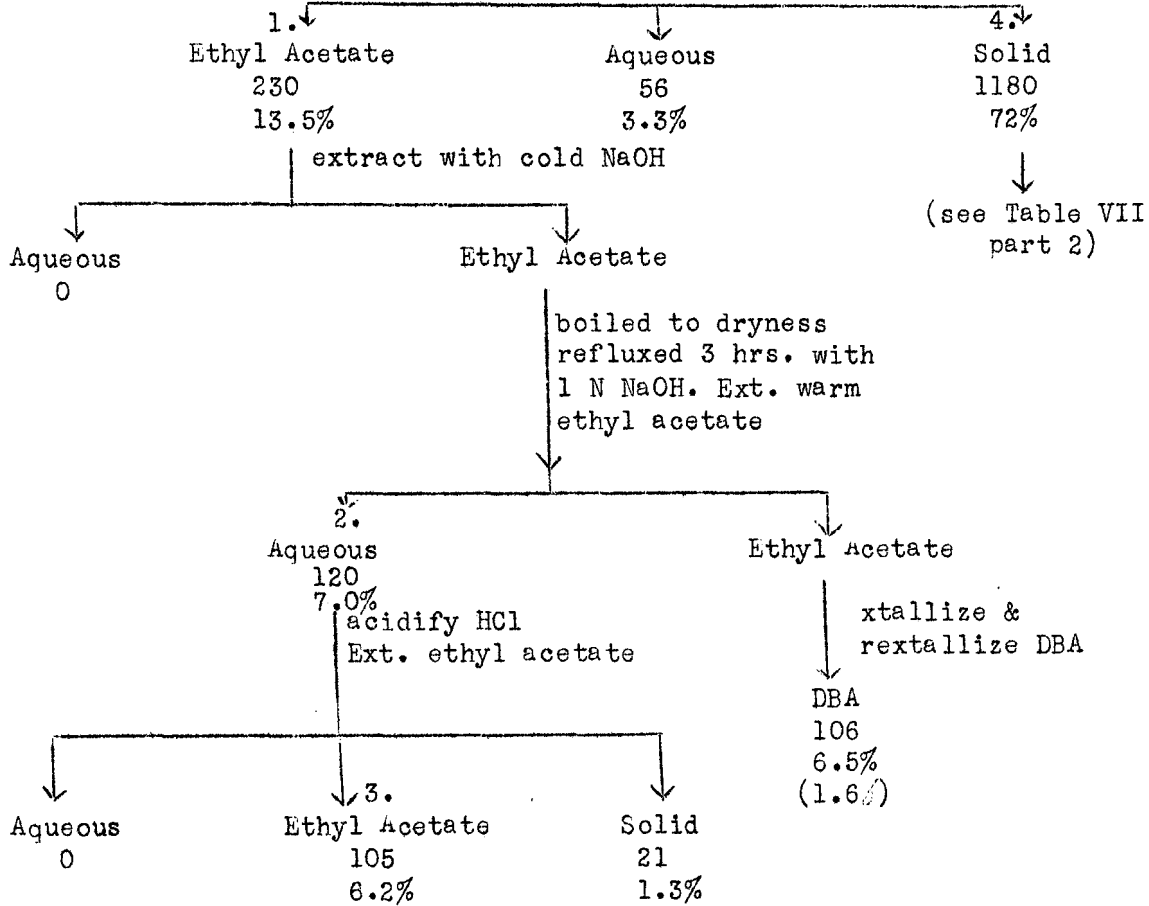 1.
Ethyl Acetate
230
13.5%
Aqueous
56
3.3%
4.
Solid
1180
72%
extract with cold NaOH
(see Table VII
part 2)
Aqueous
0
Ethyl Acetate
boiled to dryness
refluxed 3 hrs. with
1 N NaOH. Ext. warm
ethyl acetate
2.
Aqueous
120
7.0%
acidify HCl
Ext. ethyl acetate
Ethyl Acetate
xtallize &
rextallize DBA
DBA
106
6.5%
(1.6%)
Aqueous
0
3.
Ethyl Acetate
105
6.2%
Solid
21
1.3%